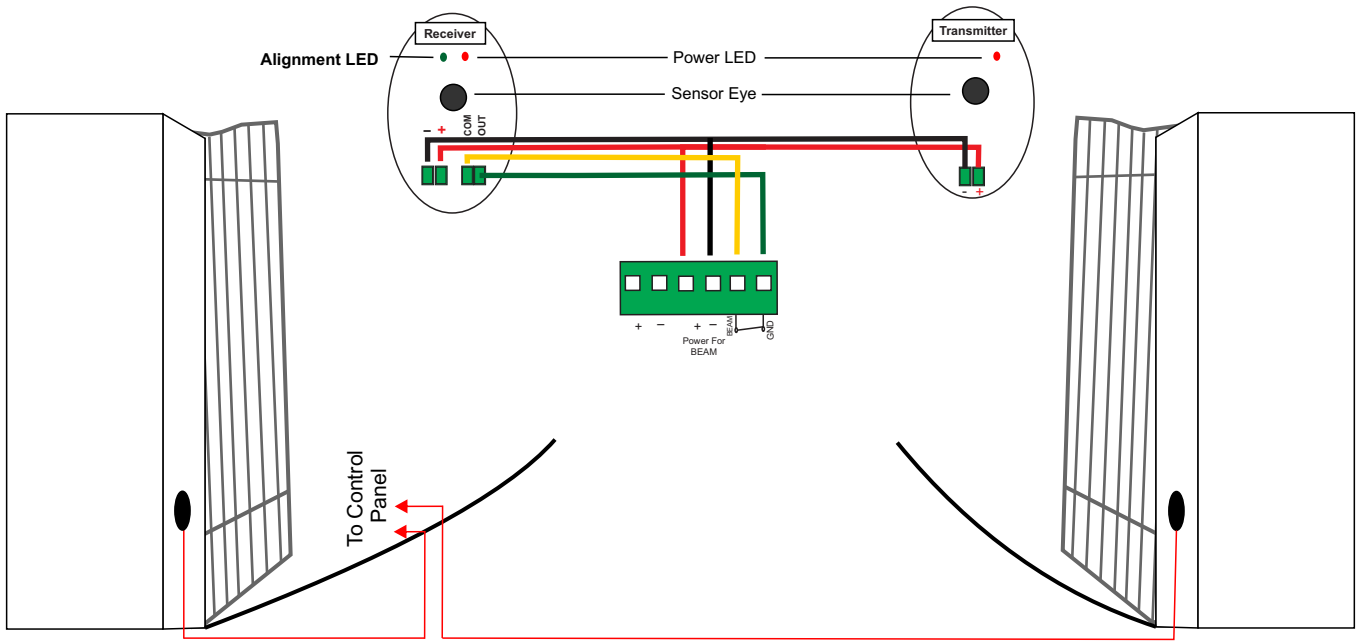 Receiver
Transmitter
Alignment LED
Power LED
Sensor Eye
– +
COM
OUT
- +
+ – + –
BEAM
GND
Power For
BEAM
To Control
Panel